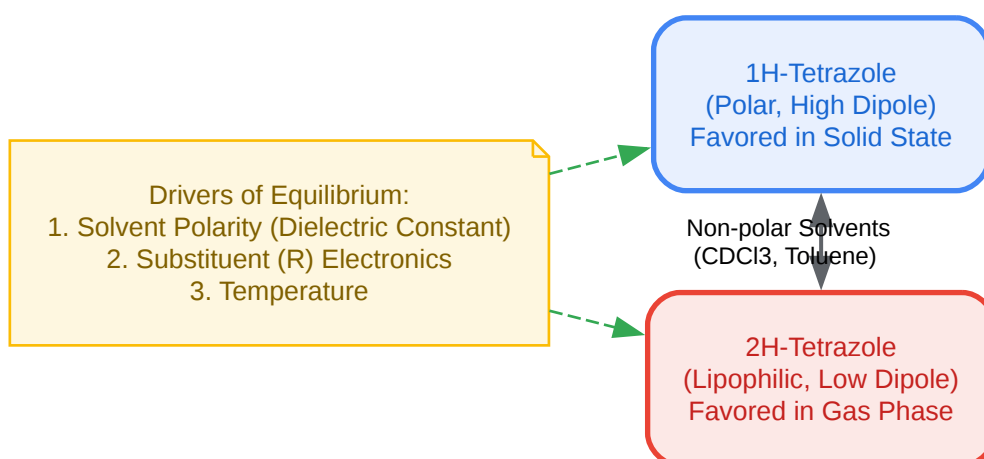 1H-Tetrazole
(Polar, High Dipole)
Favored in Solid State
Drivers of Equilibrium:
1. Solvent Polarity (Dielectric Constant)
2. Substituent (R) Electronics
3. Temperature
Non-polar Solvents
(CDCl3, Toluene)
2H-Tetrazole
(Lipophilic, Low Dipole)
Favored in Gas Phase